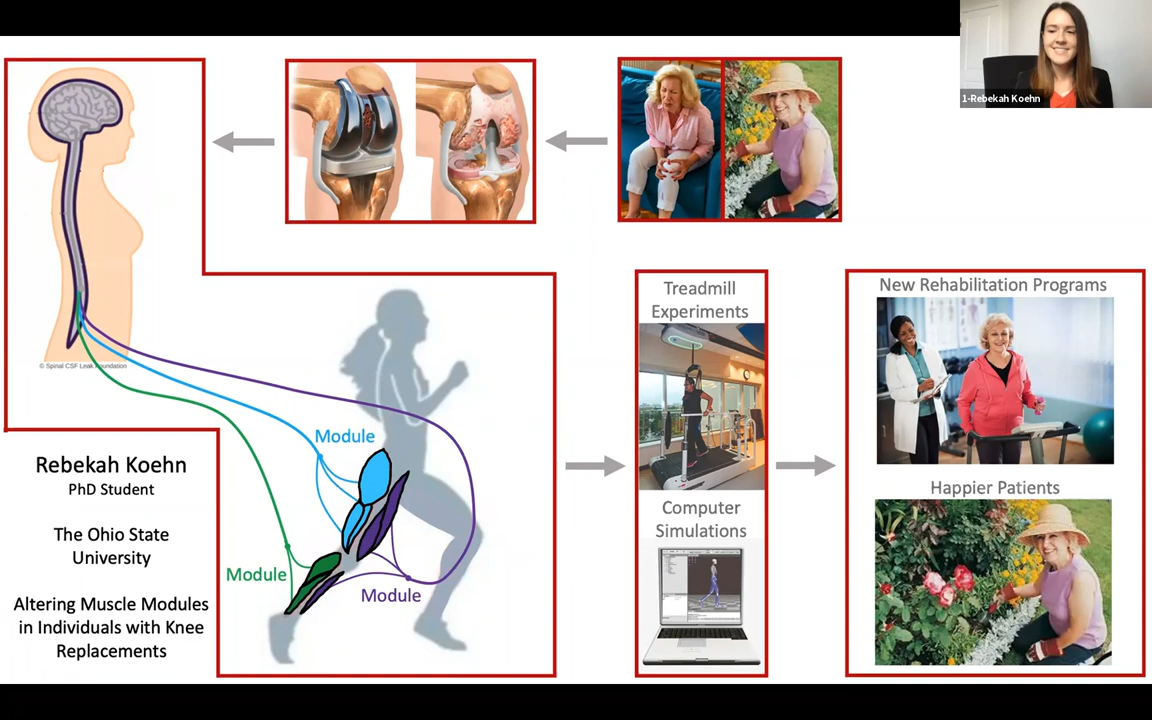 1-Rebekah Koehn
© Spinal CSF Leak Foundation
Module
Module
Module
Rebekah Koehn
PhD Student
The Ohio State
University
Altering Muscle Modules
in Individuals with Knee
Replacements
Treadmill
Experiments
Computer
Simulations
New Rehabilitation Programs
Happier Patients